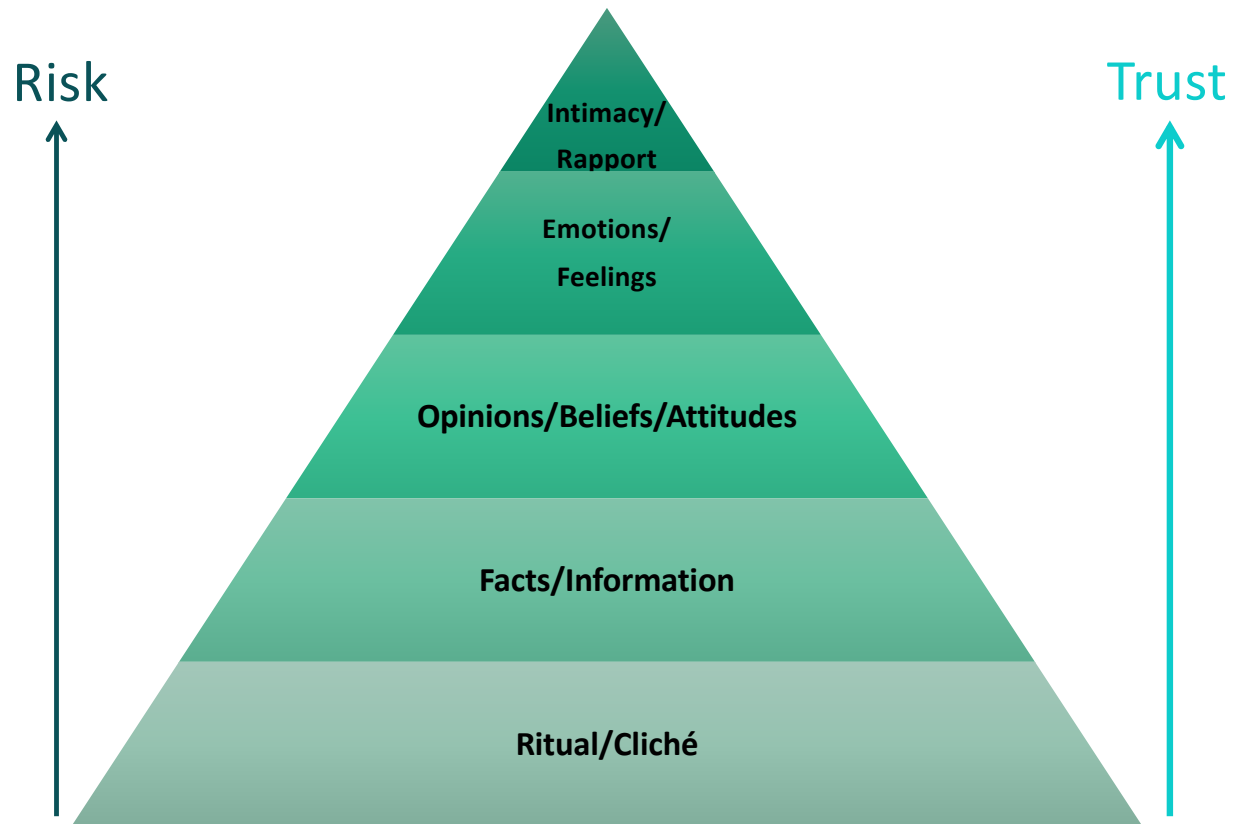 Risk
Trust
Intimacy/
Rapport
Emotions/
Feelings
Opinions/Beliefs/Attitudes
Facts/Information
Ritual/Cliché